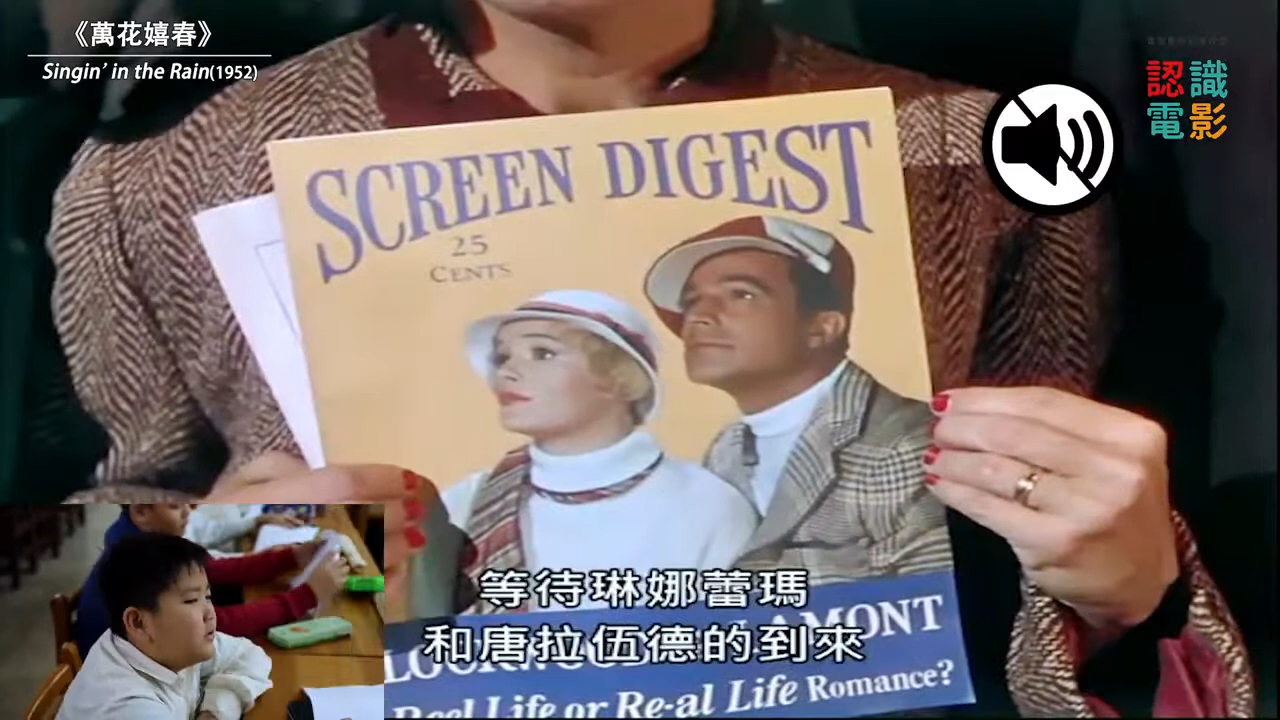 《萬花嬉春》
Singin' in the Rain(1952)
認識
電影
SCREEN DIGEST
25
CENTS
等待琳娜蕾瑪
和唐拉伍德的到來
LOCKWOOD
LAMONT
Reel Life or Re-al Life Romance?